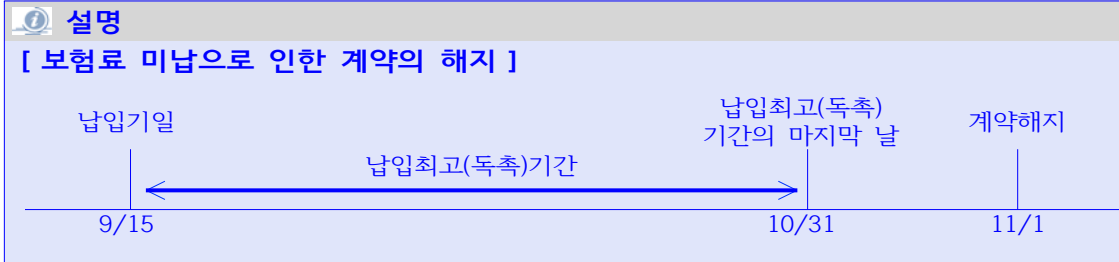 설명
[ 보험료 미납으로 인한 계약의 해지 ]
납입기일
납입최고(독촉)
기간의 마지막 날
계약해지
납입최고(독촉)기간
9/15
10/31
11/1